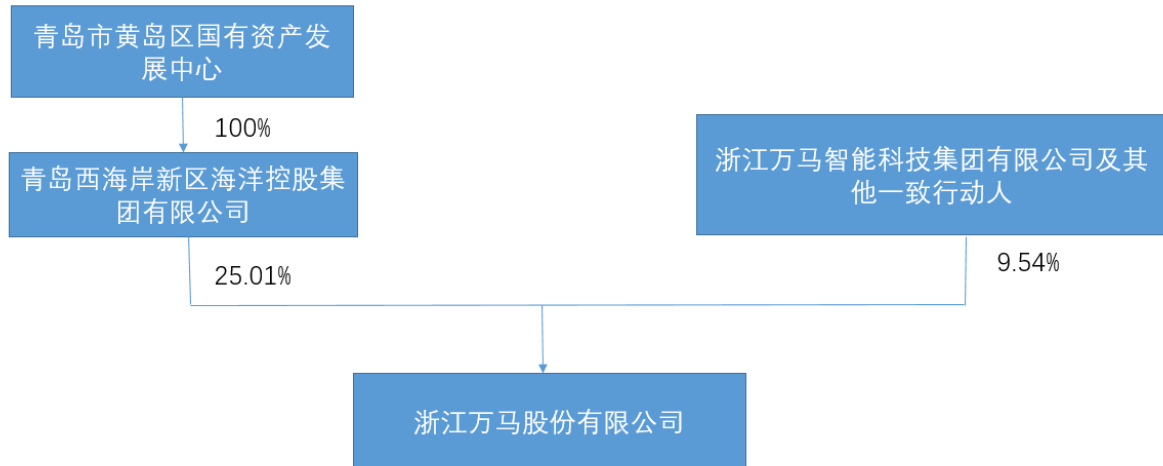 青岛市黄岛区国有资产发
展中心
100%
青岛西海岸新区海洋控股集
团有限公司
浙江万马智能科技集团有限公司及其
他一致行动人
25.01%
9.54%
浙江万马股份有限公司